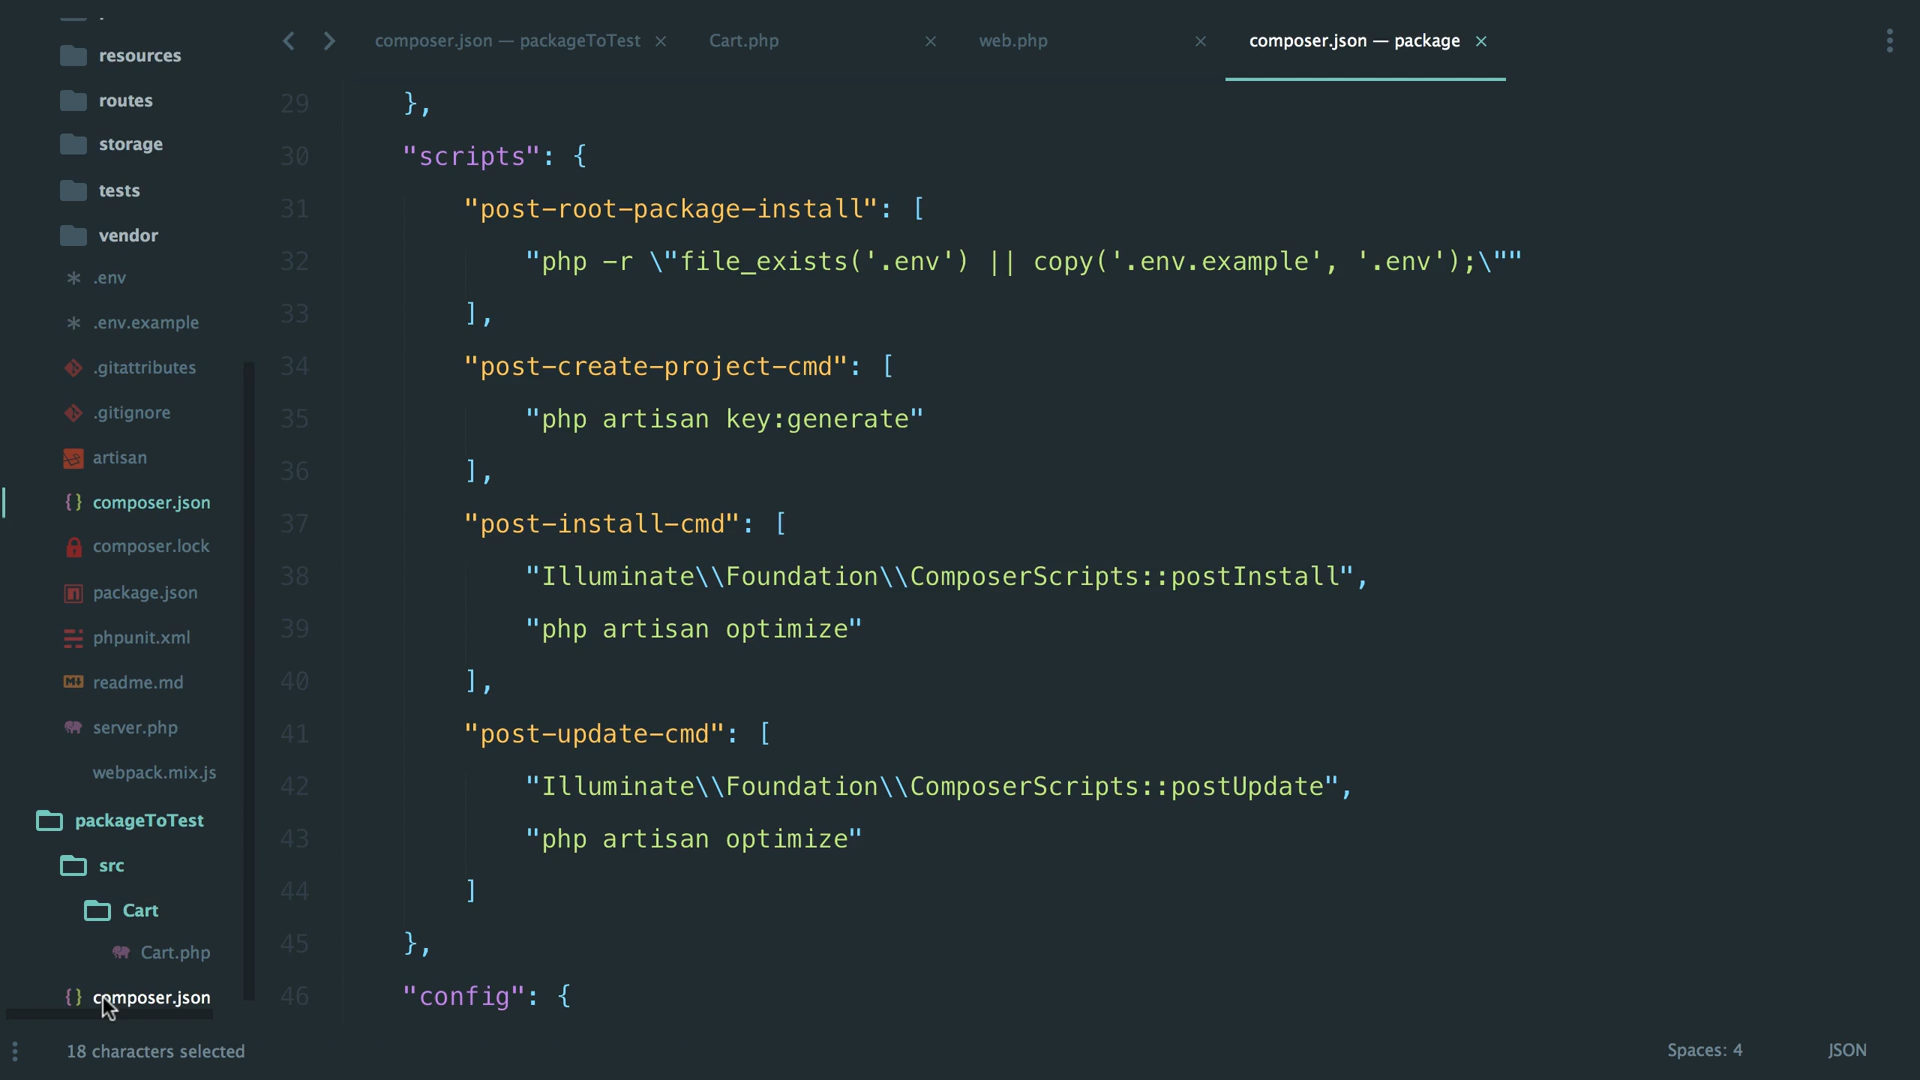 composer.json — packageToTest ×
Cart.php ×
web.php ×
composer.json — package ×
resources
routes
storage
tests
vendor
.env
.env.example
.gitattributes
.gitignore
artisan
composer.json
composer.lock
package.json
phpunit.xml
readme.md
server.php
webpack.mix.js
packageToTest
src
Cart
Cart.php
composer.json
29 },
30 "scripts": {
31 "post-root-package-install": [
32 "php -r \"file_exists('.env') || copy('.env.example', '.env');\""
33 ],
34 "post-create-project-cmd": [
35 "php artisan key:generate"
36 ],
37 "post-install-cmd": [
38 "Illuminate\\Foundation\\ComposerScripts::postInstall",
39 "php artisan optimize"
40 ],
41 "post-update-cmd": [
42 "Illuminate\\Foundation\\ComposerScripts::postUpdate",
43 "php artisan optimize"
44 ]
45 },
46 "config": {
18 characters selected
Spaces: 4
JSON